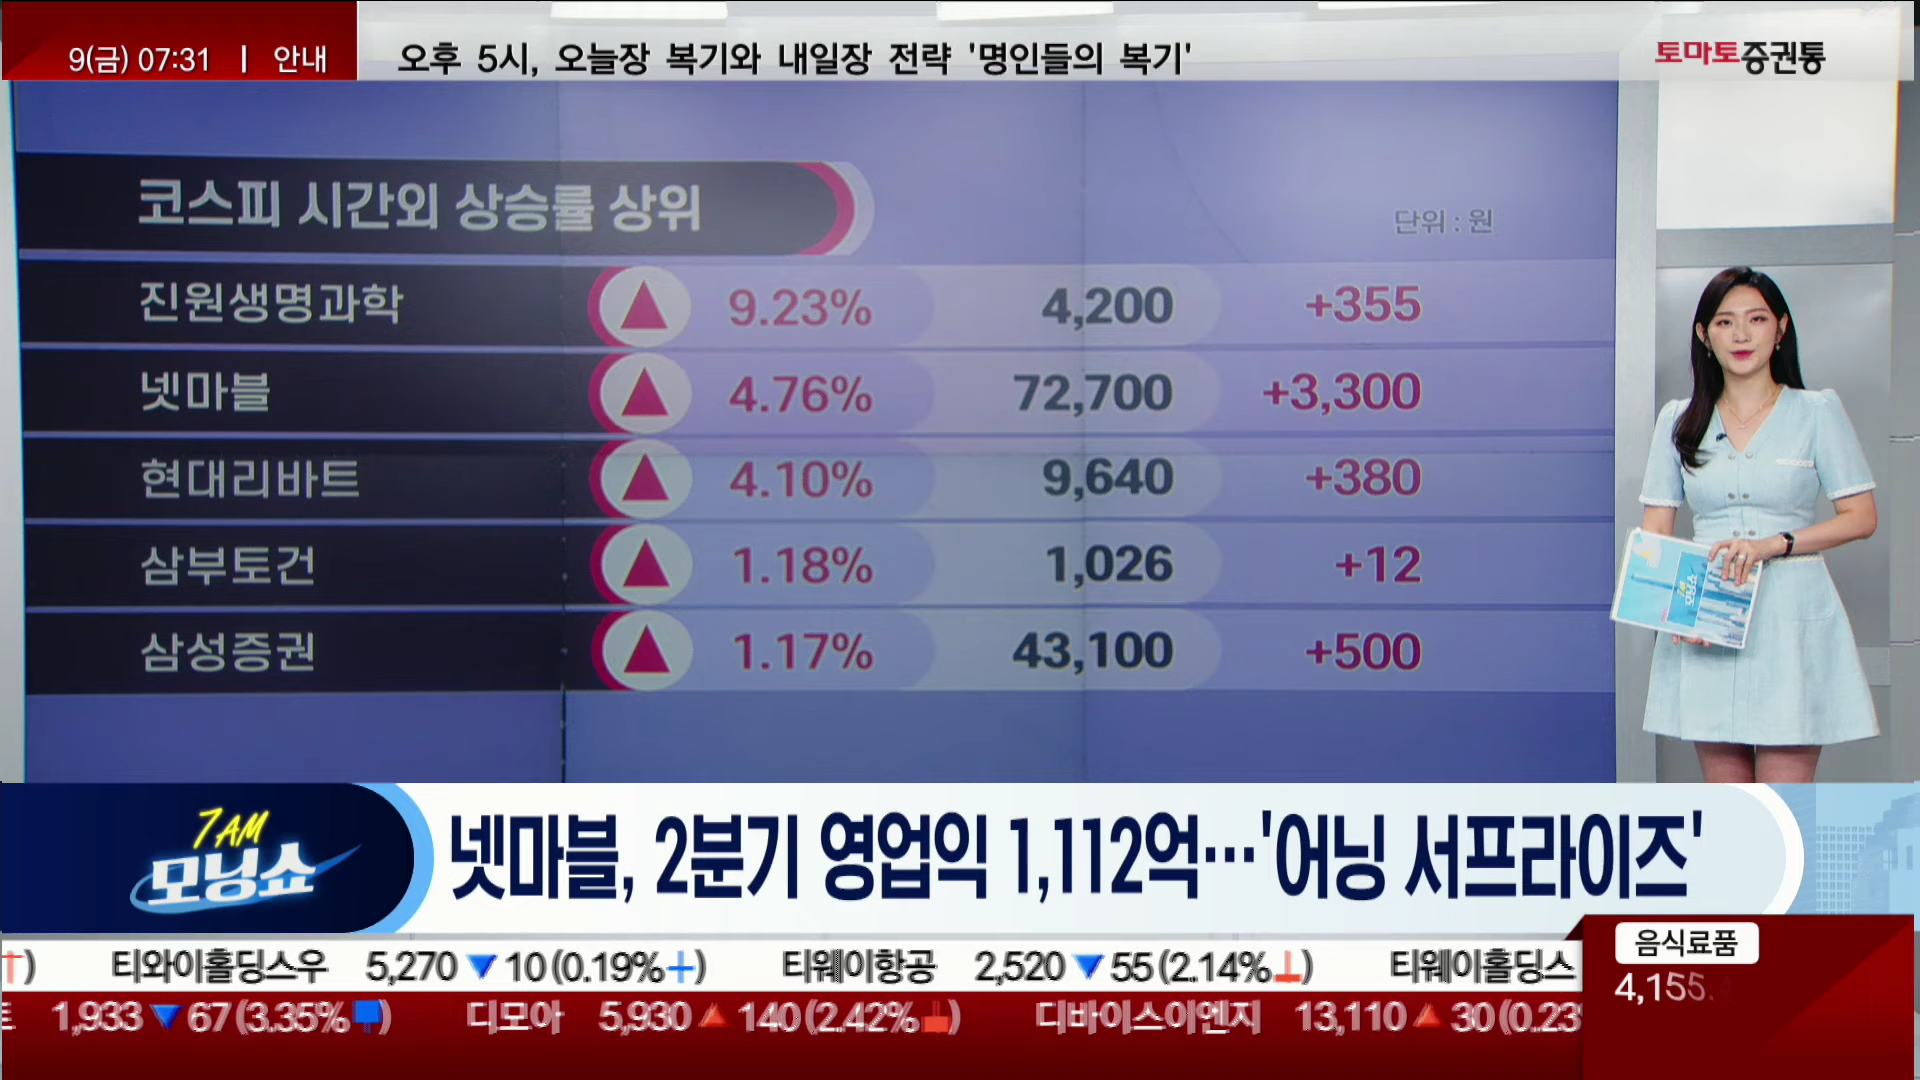 9(금) 07:31 | 안내
오후 5시, 오늘장 복기와 내일장 전략 '명인들의 복기'
토마토증권통
코스피 시간외 상승률 상위
단위 : 원
진원생명과학 ▲ 9.23% 4,200 +355
넷마블 ▲ 4.76% 72,700 +3,300
현대리바트 ▲ 4.10% 9,640 +380
삼부토건 ▲ 1.18% 1,026 +12
삼성증권 ▲ 1.17% 43,100 +500
7AM
모닝쇼
7AM
모닝쇼
넷마블, 2분기 영업익 1,112억…'어닝 서프라이즈'
) 티와이홀딩스우 5,270 ▼ 10 (0.19% ) 티웨이항공 2,520 ▼ 55 (2.14% ) 티웨이홀딩스
1,933 ▼ 67 (3.35% ) 디모아 5,930 ▲ 140 (2.42% ) 디바이스이엔지 13,110 ▲ 30 (0.23%
음식료품
4,155.